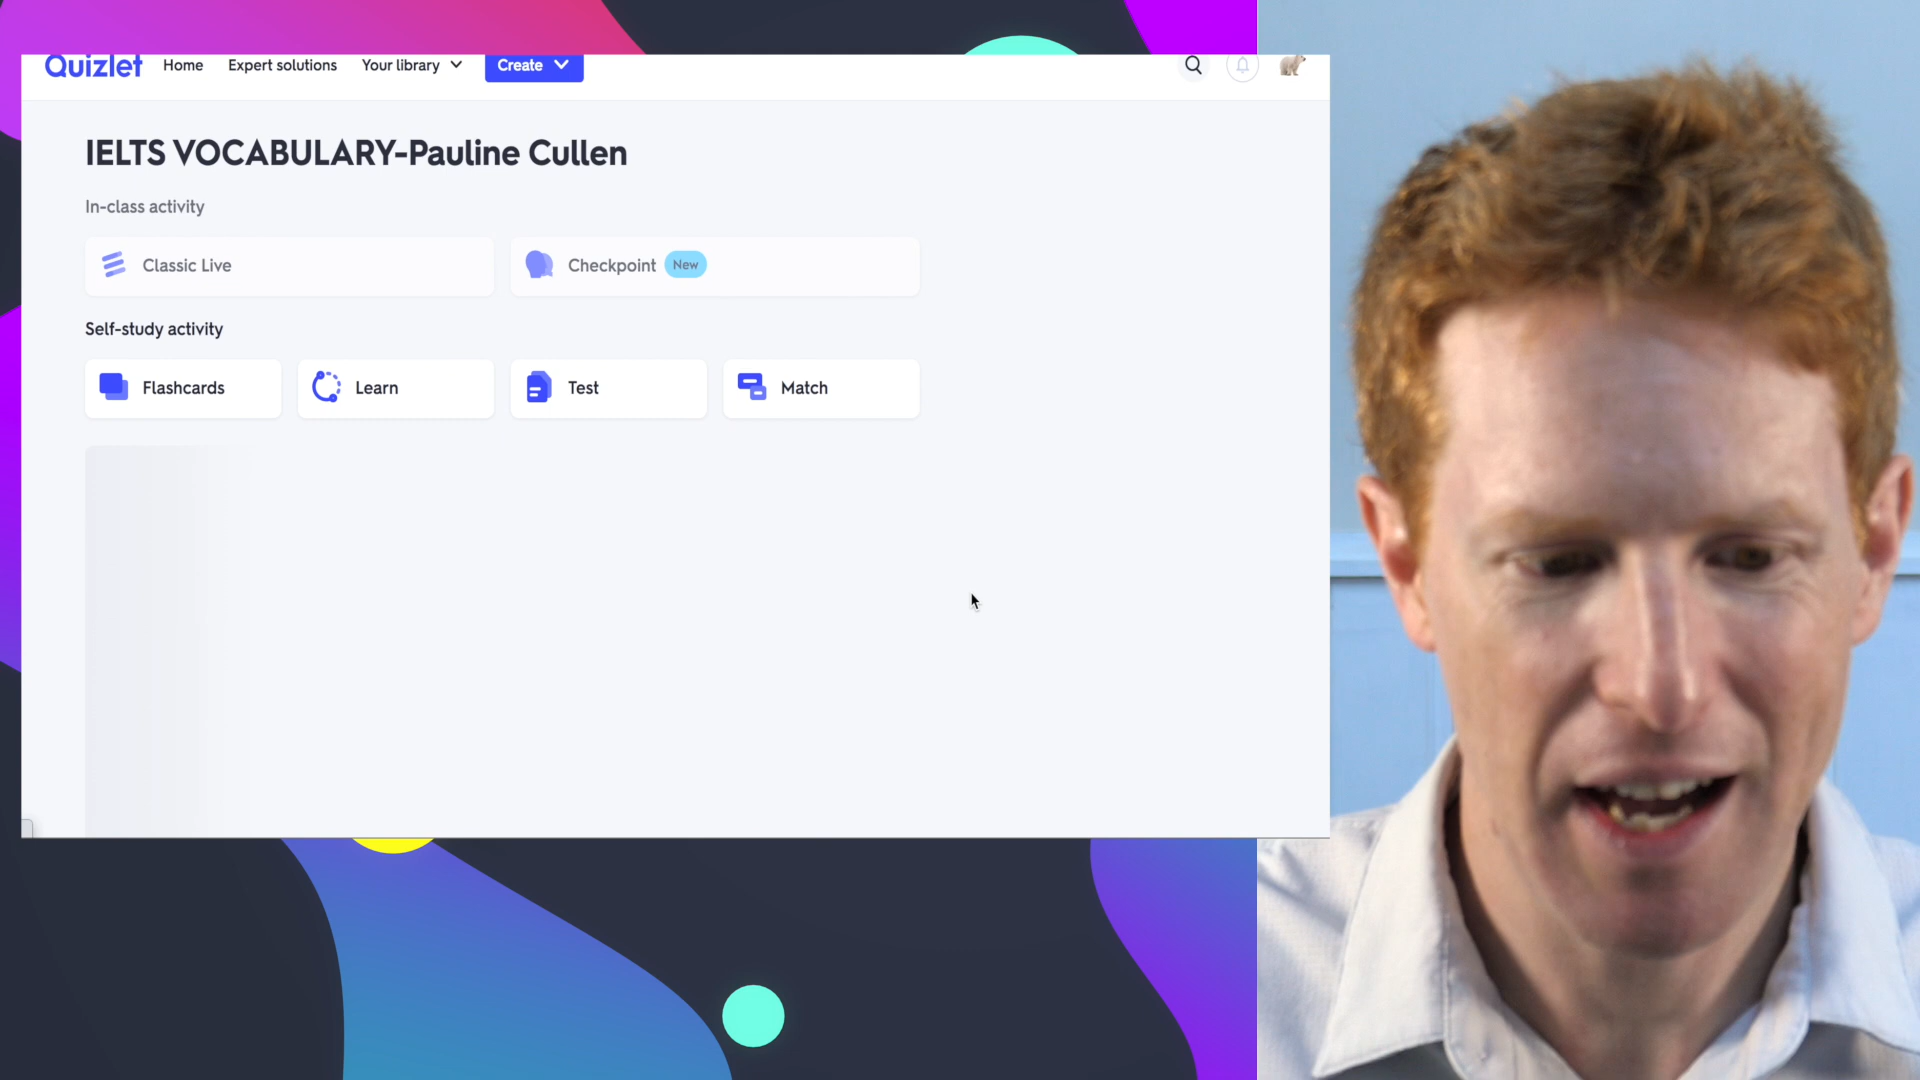 Quizlet Home Expert solutions Your library Create
IELTS VOCABULARY-Pauline Cullen
In-class activity
Classic Live
Checkpoint New
Self-study activity
Flashcards
Learn
Test
Match